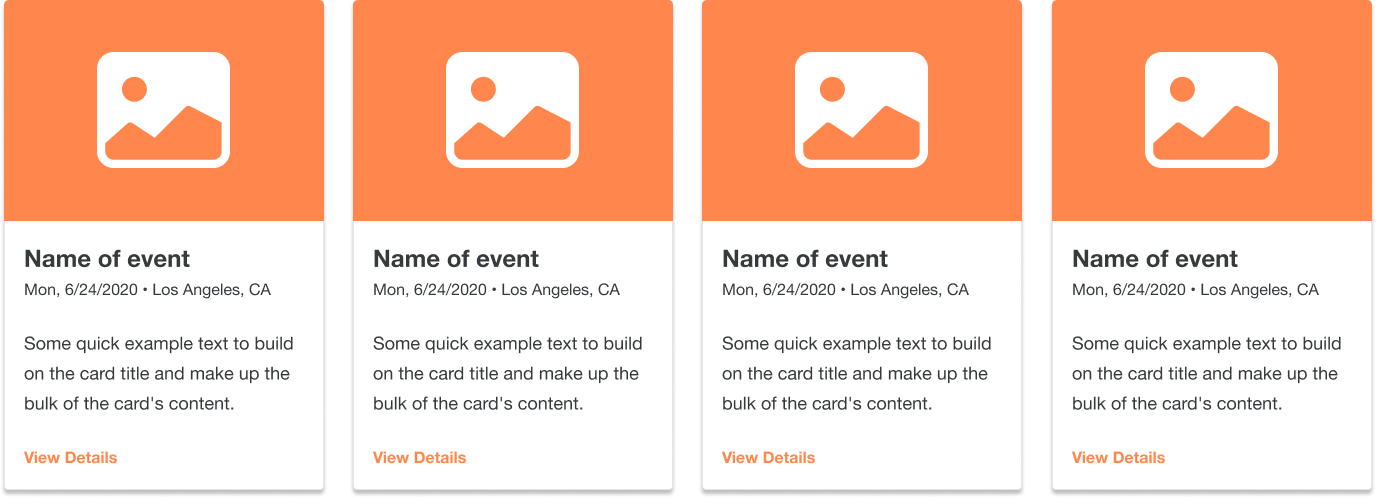 Name of event
Mon, 6/24/2020 • Los Angeles, CA
Some quick example text to build
on the card title and make up the
bulk of the card's content.
View Details
Name of event
Mon, 6/24/2020 • Los Angeles, CA
Some quick example text to build
on the card title and make up the
bulk of the card's content.
View Details
Name of event
Mon, 6/24/2020 • Los Angeles, CA
Some quick example text to build
on the card title and make up the
bulk of the card's content.
View Details
Name of event
Mon, 6/24/2020 • Los Angeles, CA
Some quick example text to build
on the card title and make up the
bulk of the card's content.
View Details